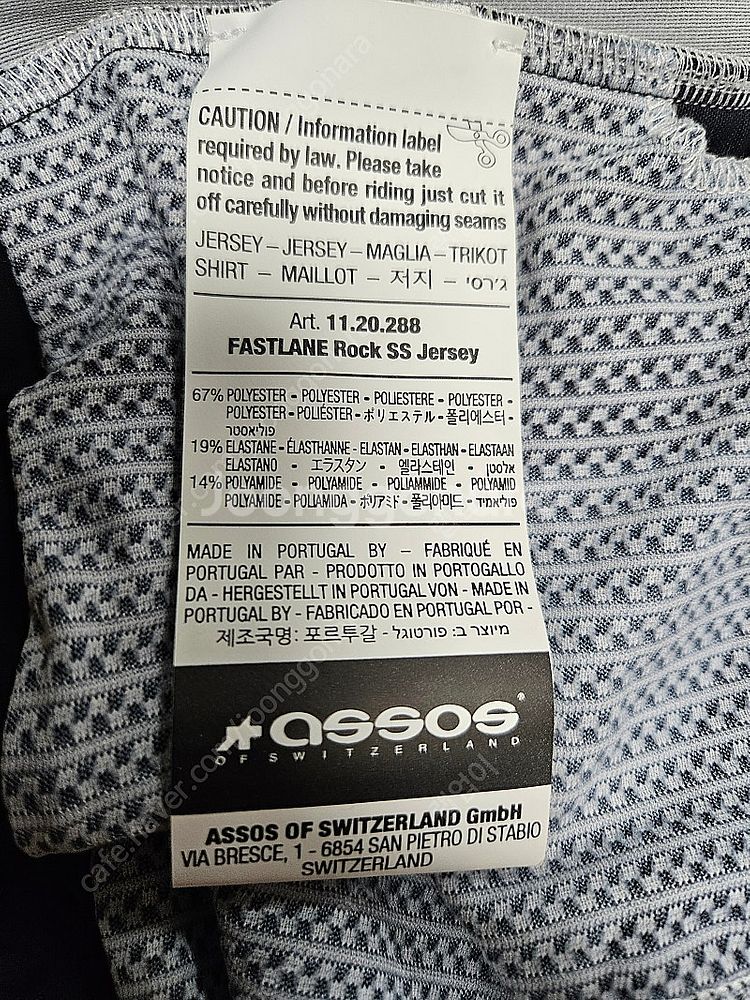 CAUTION / Information label
required by law. Please take
notice and before riding just cut it
off carefully without damaging seams
JERSEY – JERSEY – MAGLIA – TRIKOT
SHIRT – MAILLOT – 저지 – ג'רסי
Art. 11.20.288
FASTLANE Rock SS Jersey
67% POLYESTER - POLYESTER - POLIESTERE - POLYESTER -
POLYESTER - POLIÉSTER - ポリエステル - 폴리에스터 -
פוליאסטר
19% ELASTANE - ÉLASTHANNE - ELASTAN - ELASTHAN - ELASTAAN
ELASTANO - エラスタン - 엘라스테인 - אלסטן
14% POLYAMIDE - POLYAMIDE - POLIAMMIDE - POLYAMID
POLYAMIDE - POLIAMIDA - ポリアミド - 폴리아미드 - פוליאמיד
MADE IN PORTUGAL BY – FABRIQUÉ EN
PORTUGAL PAR - PRODOTTO IN PORTOGALLO
DA - HERGESTELLT IN PORTUGAL VON - MADE IN
PORTUGAL BY - FABRICADO EN PORTUGAL POR -
제조국명: 포르투갈 - מיוצר ב: פורטוגל
assos®
OF SWITZERLAND
ASSOS OF SWITZERLAND GmbH
VIA BRESCE, 1 - 6854 SAN PIETRO DI STABIO
SWITZERLAND
cafe.naver.com/joonggonara